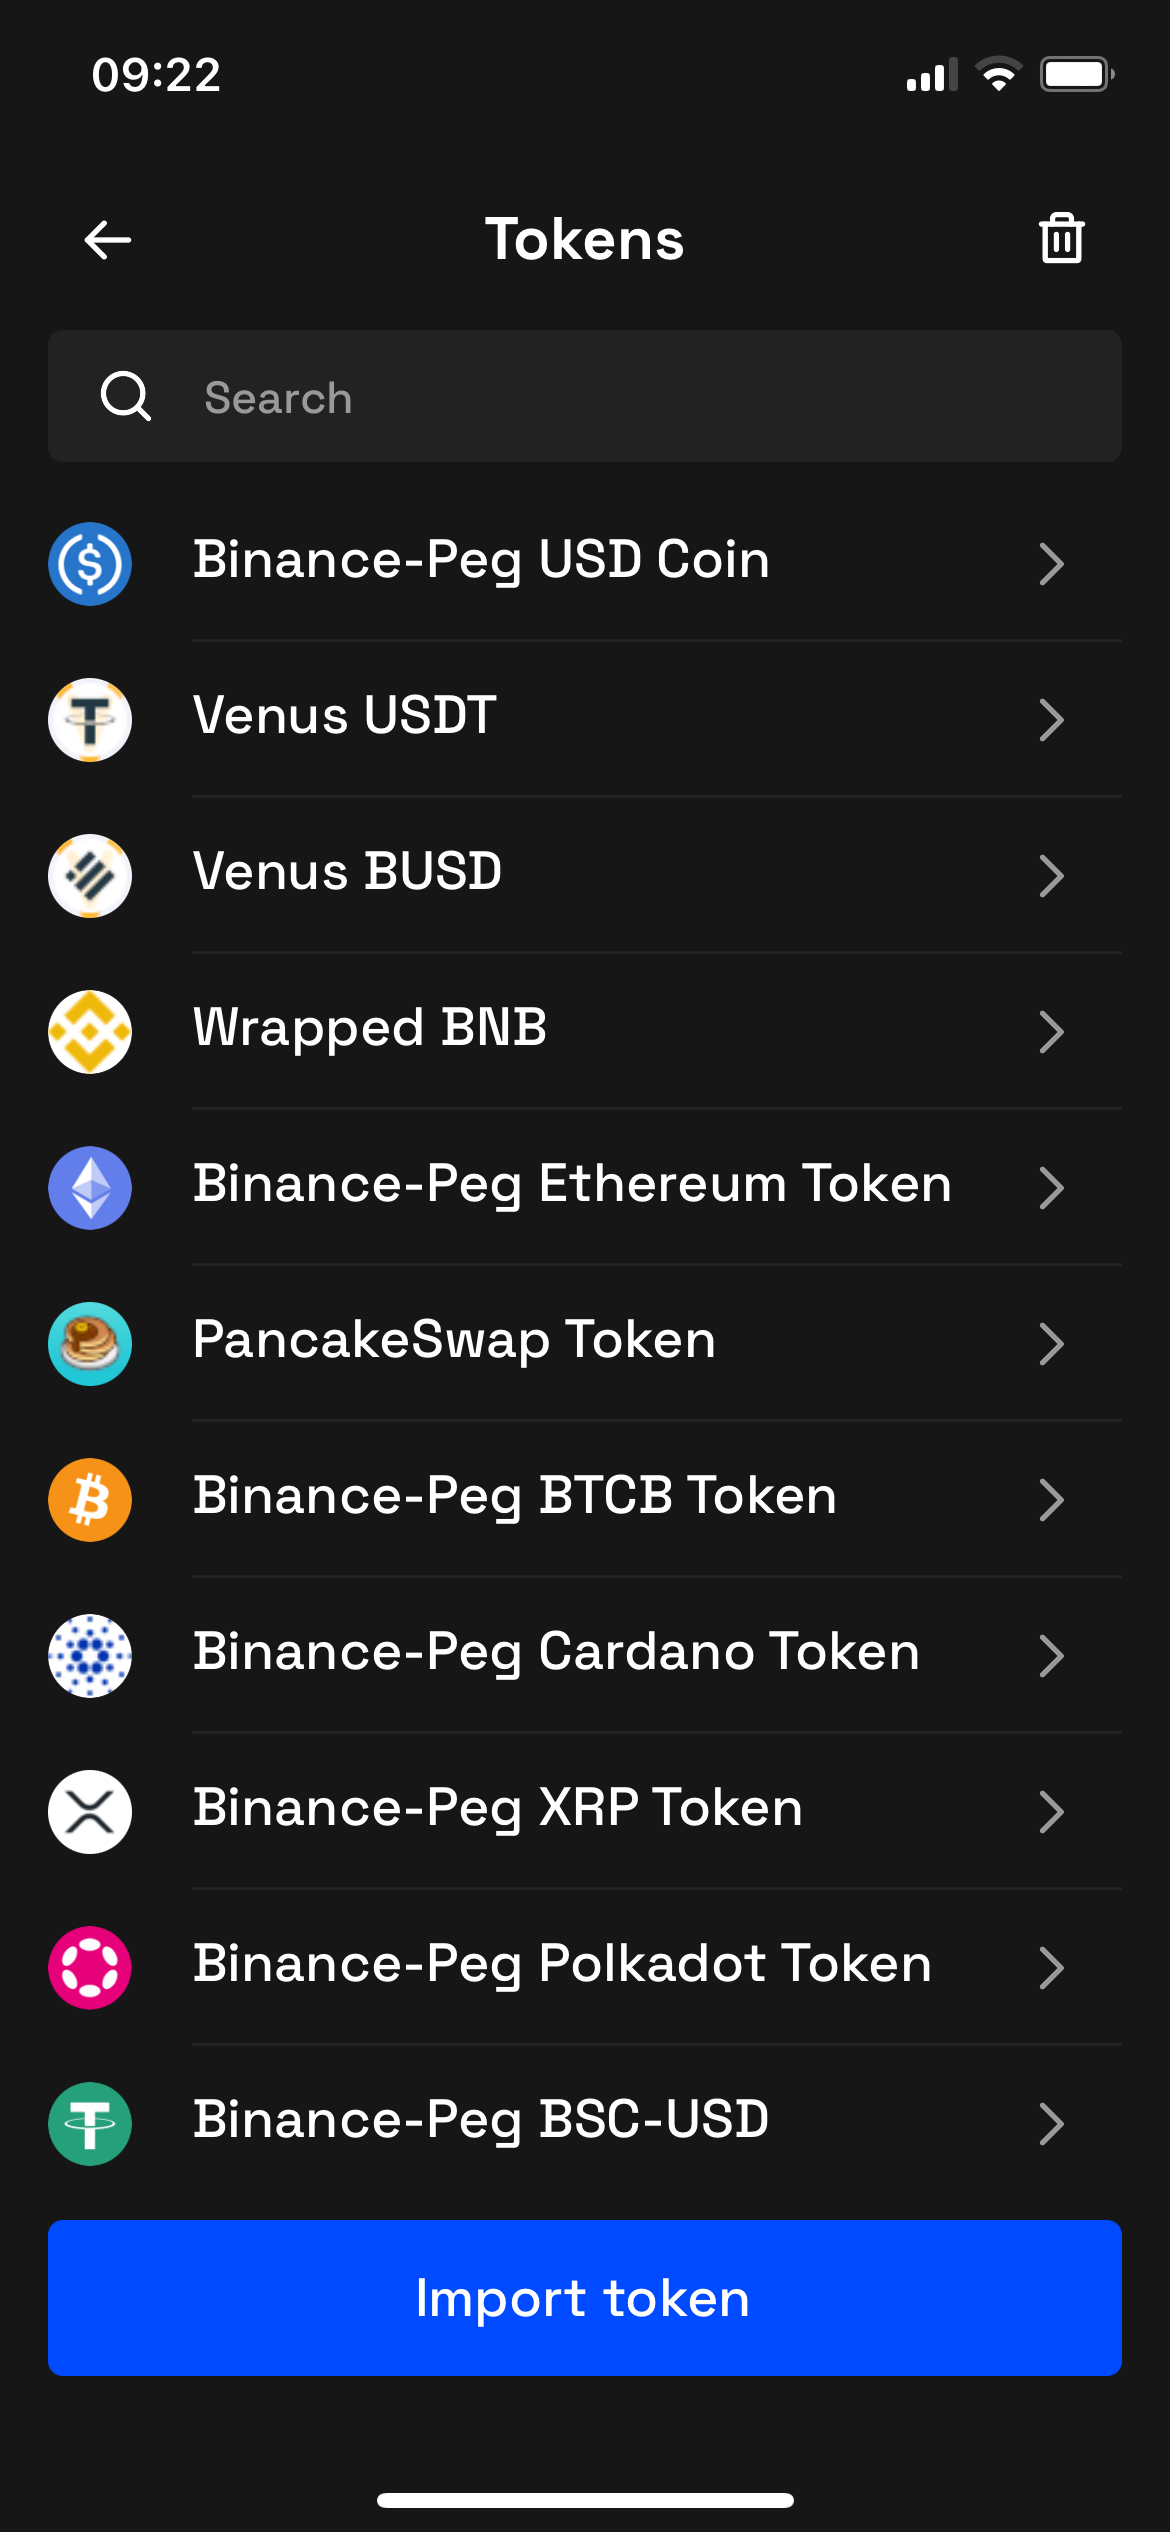 09:22
Tokens
Search
Binance-Peg USD Coin
Venus USDT
Venus BUSD
Wrapped BNB
Binance-Peg Ethereum Token
PancakeSwap Token
Binance-Peg BTCB Token
Binance-Peg Cardano Token
Binance-Peg XRP Token
Binance-Peg Polkadot Token
Binance-Peg BSC-USD
Import token